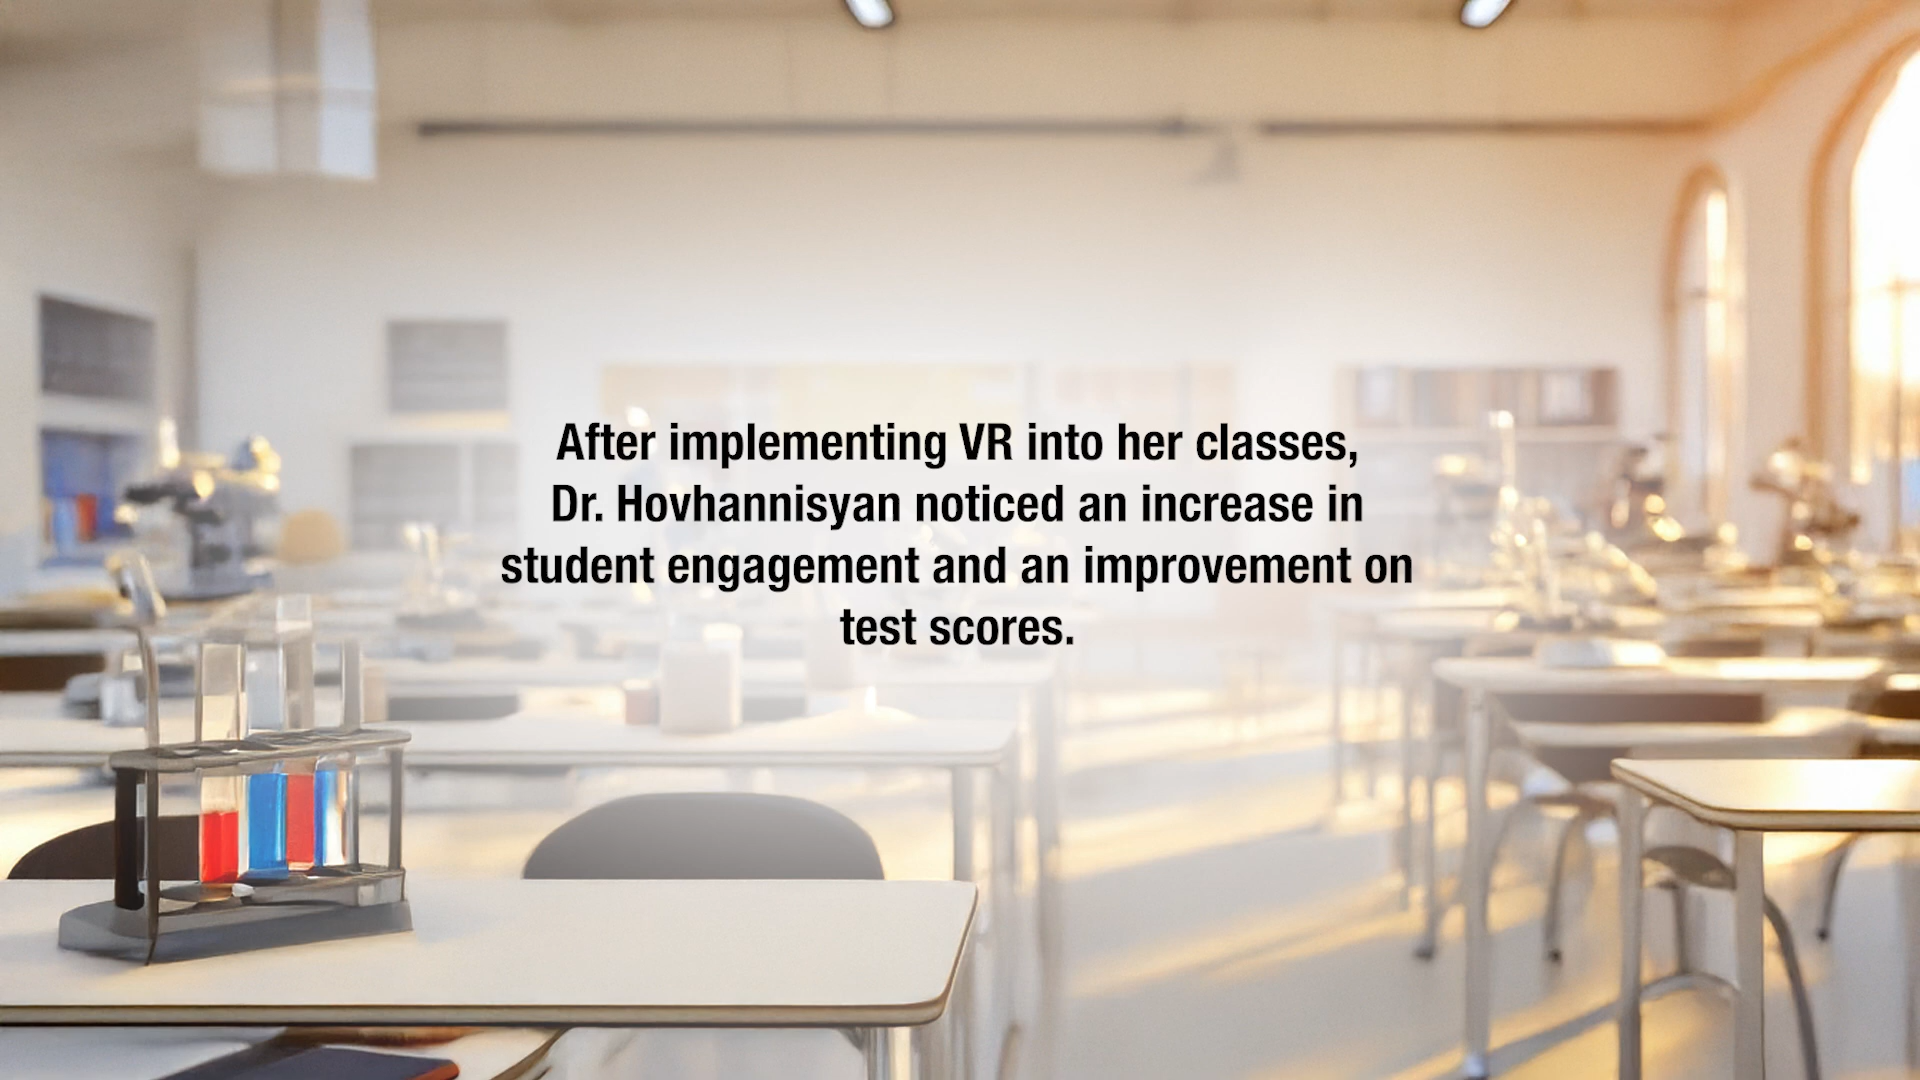 After implementing VR into her classes,
Dr. Hovhannisyan noticed an increase in
student engagement and an improvement on
test scores.